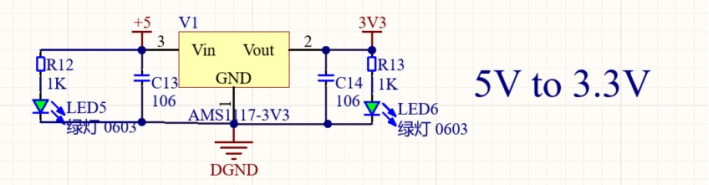 +5
V1
3V3
3
Vin
Vout
2
GND
1
R12
1K
C13
106
C14
106
R13
1K
5V to 3.3V
LED5
绿灯 0603
AMS1117-3V3
LED6
绿灯 0603
DGND